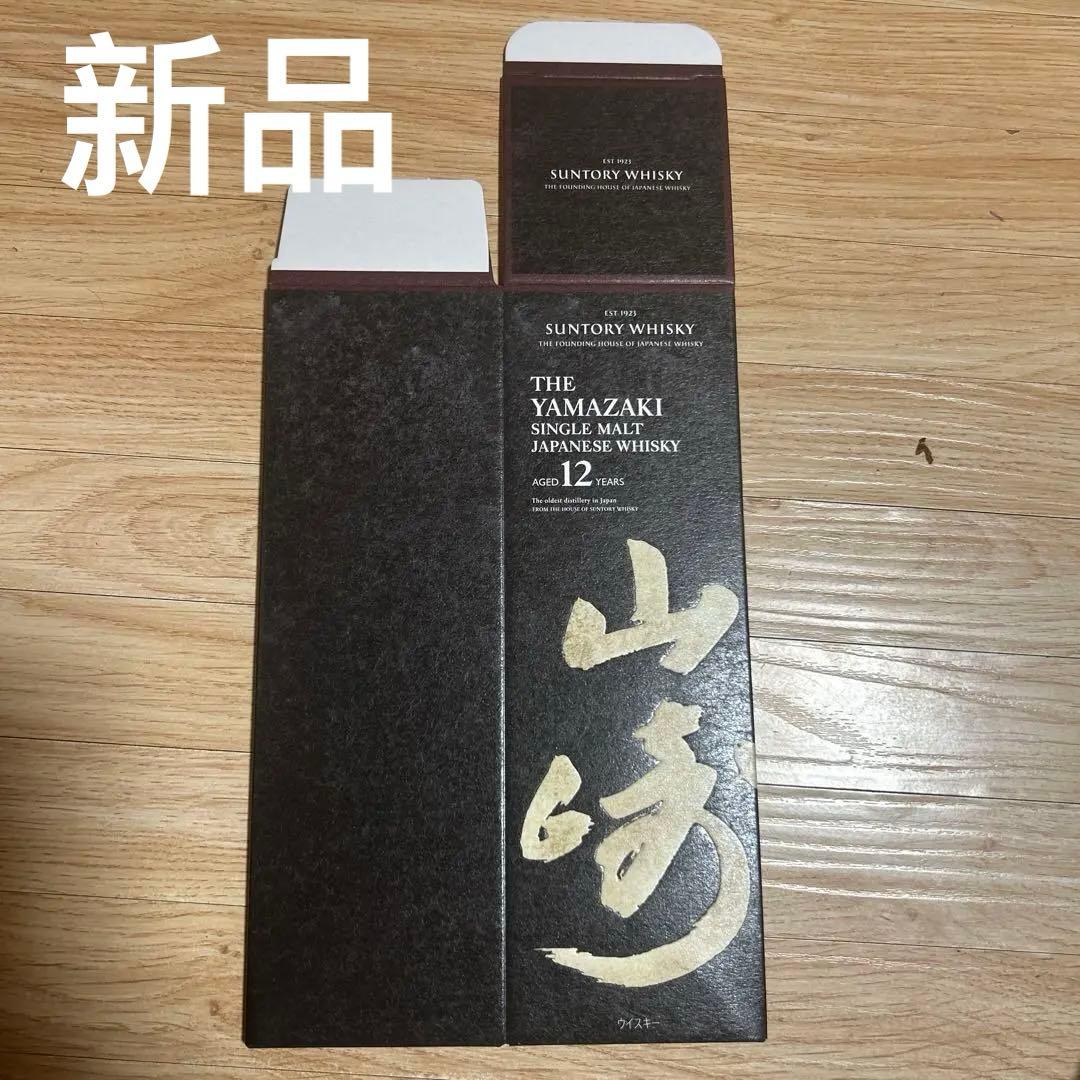 新品
EST 1923
SUNTORY WHISKY
THE FOUNDING HOUSE OF JAPANESE WHISKY
EST 1923
SUNTORY WHISKY
THE FOUNDING HOUSE OF JAPANESE WHISKY
THE
YAMAZAKI
SINGLE MALT
JAPANESE WHISKY
AGED 12 YEARS
The oldest distillery in Japan
FROM THE HOUSE OF SUNTORY WHISKY
山
崎
ウイスキー